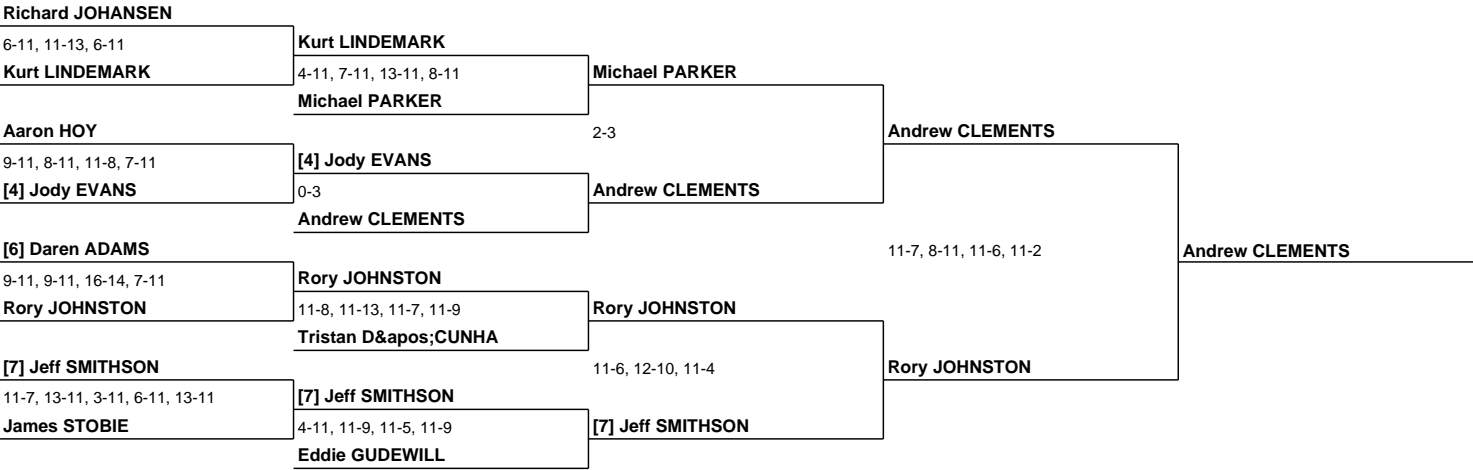 Richard JOHANSEN
6-11, 11-13, 6-11
Kurt LINDEMARK
Aaron HOY
9-11, 8-11, 11-8, 7-11
[4] Jody EVANS
[6] Daren ADAMS
9-11, 9-11, 16-14, 7-11
Rory JOHNSTON
[7] Jeff SMITHSON
11-7, 13-11, 3-11, 6-11, 13-11
James STOBIE
Kurt LINDEMARK
4-11, 7-11, 13-11, 8-11
Michael PARKER
[4] Jody EVANS
0-3
Andrew CLEMENTS
Rory JOHNSTON
11-8, 11-13, 11-7, 11-9
Tristan D&apos;CUNHA
[7] Jeff SMITHSON
4-11, 11-9, 11-5, 11-9
Eddie GUDEWILL
Michael PARKER
2-3
Andrew CLEMENTS
Rory JOHNSTON
11-6, 12-10, 11-4
[7] Jeff SMITHSON
Andrew CLEMENTS
11-7, 8-11, 11-6, 11-2
Rory JOHNSTON
Andrew CLEMENTS